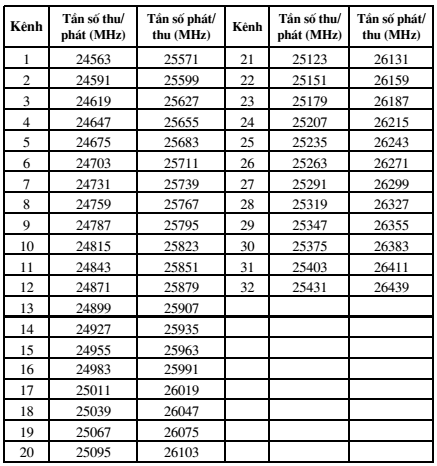 Kênh Tần số thu/ phát (MHz) Tần số phát/ thu (MHz) Kênh Tần số thu/ phát (MHz) Tần số phát/ thu (MHz)
1 24563 25571 21 25123 26131
2 24591 25599 22 25151 26159
3 24619 25627 23 25179 26187
4 24647 25655 24 25207 26215
5 24675 25683 25 25235 26243
6 24703 25711 26 25263 26271
7 24731 25739 27 25291 26299
8 24759 25767 28 25319 26327
9 24787 25795 29 25347 26355
10 24815 25823 30 25375 26383
11 24843 25851 31 25403 26411
12 24871 25879 32 25431 26439
13 24899 25907
14 24927 25935
15 24955 25963
16 24983 25991
17 25011 26019
18 25039 26047
19 25067 26075
20 25095 26103